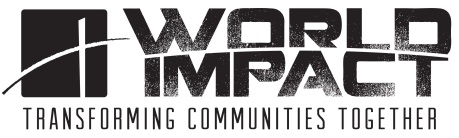 WORLD
IMPACT
TRANSFORMING COMMUNITIES TOGETHER